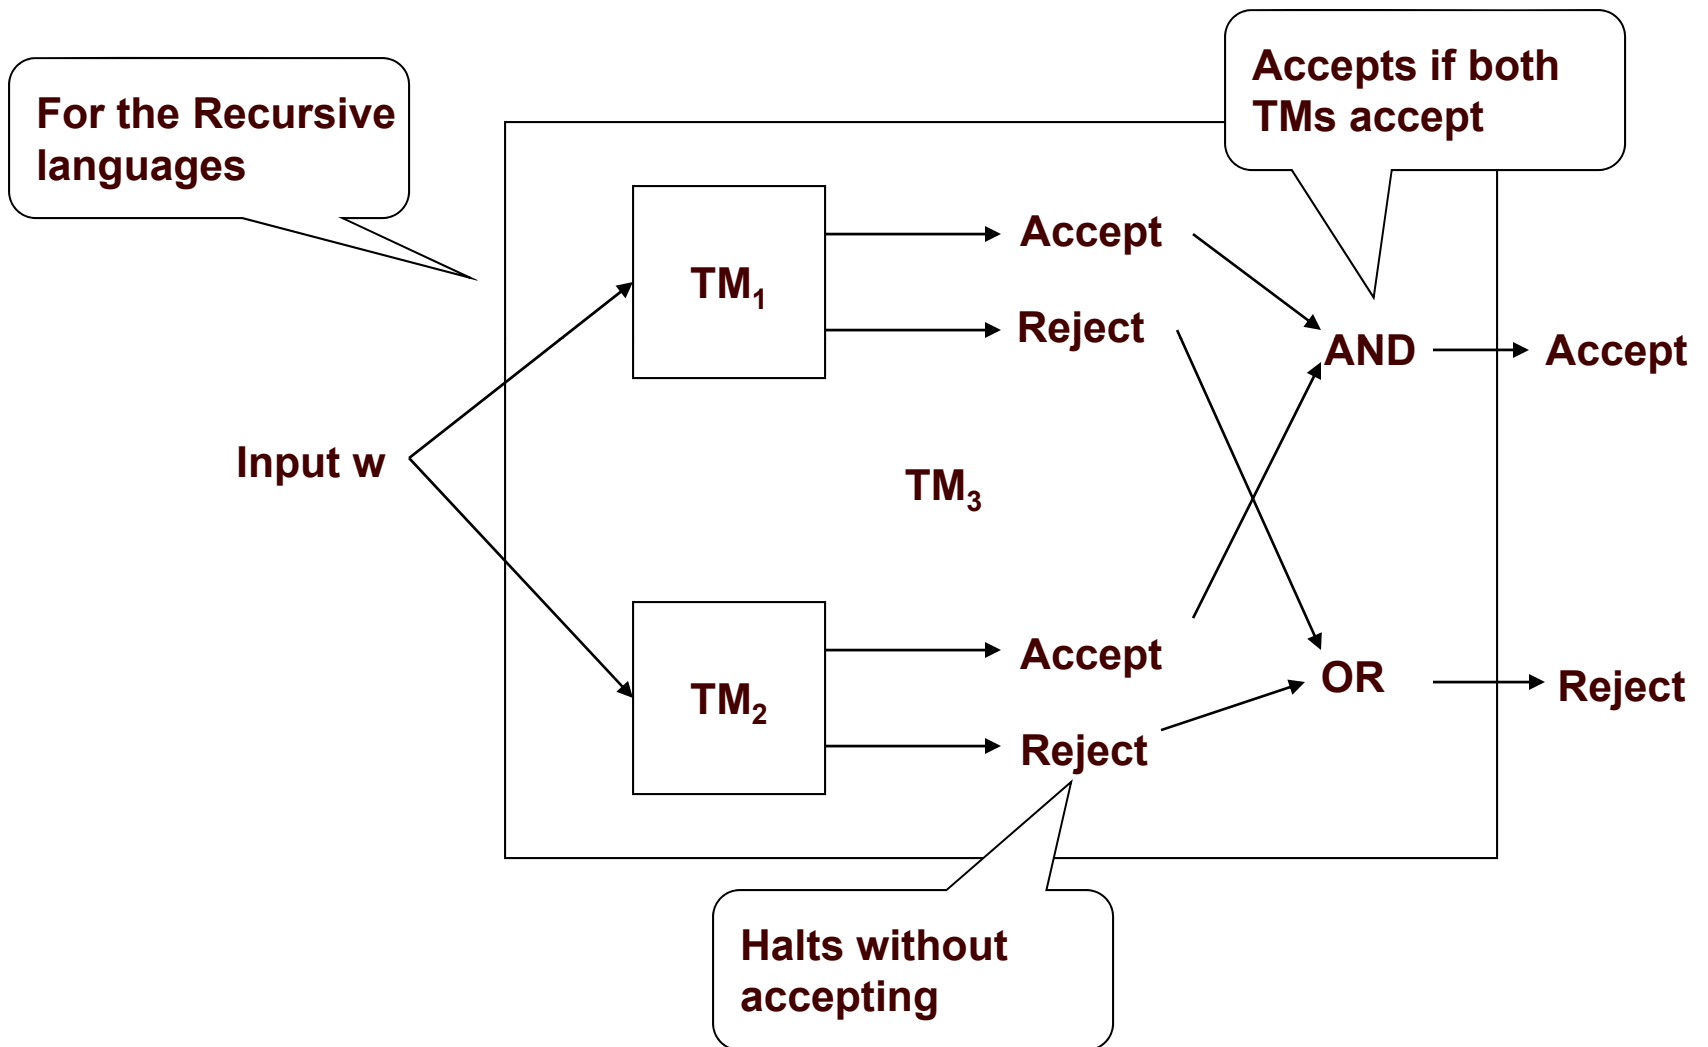 For the Recursive
languages
Accepts if both
TMs accept
Accept
TM₁
Reject
AND
Accept
Input w
TM₃
Accept
OR
Reject
TM₂
Reject
Halts without
accepting